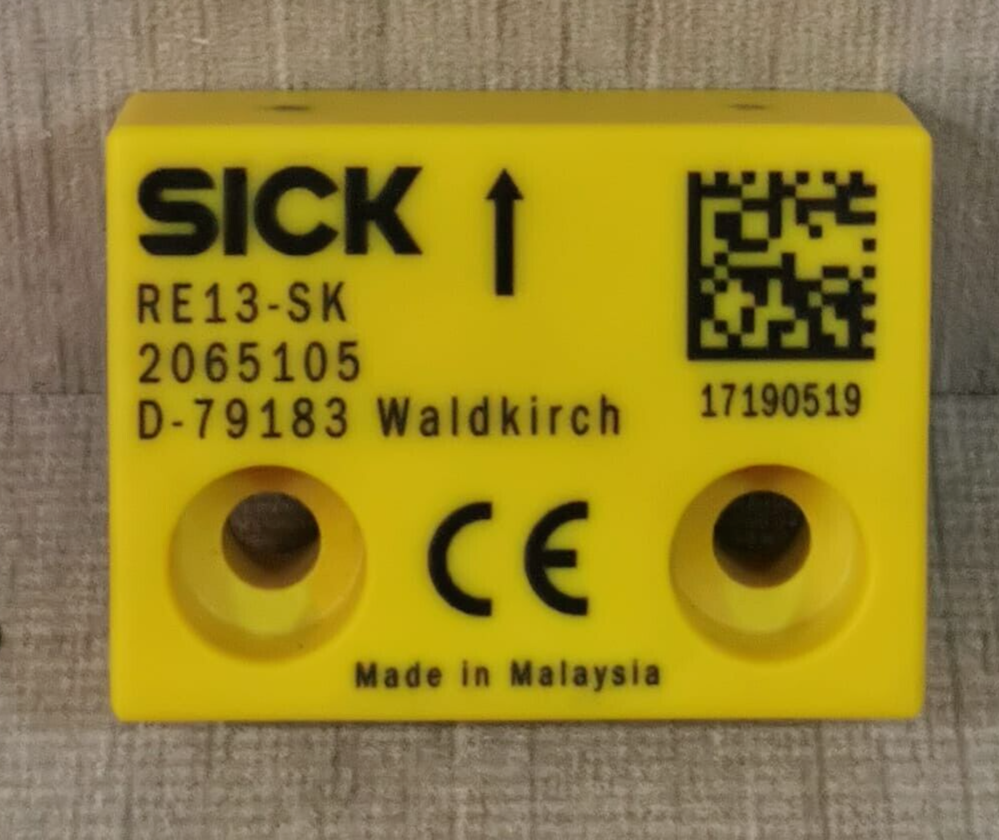 SICK
RE13-SK
2065105
D-79183 Waldkirch
17190519
CE
Made in Malaysia